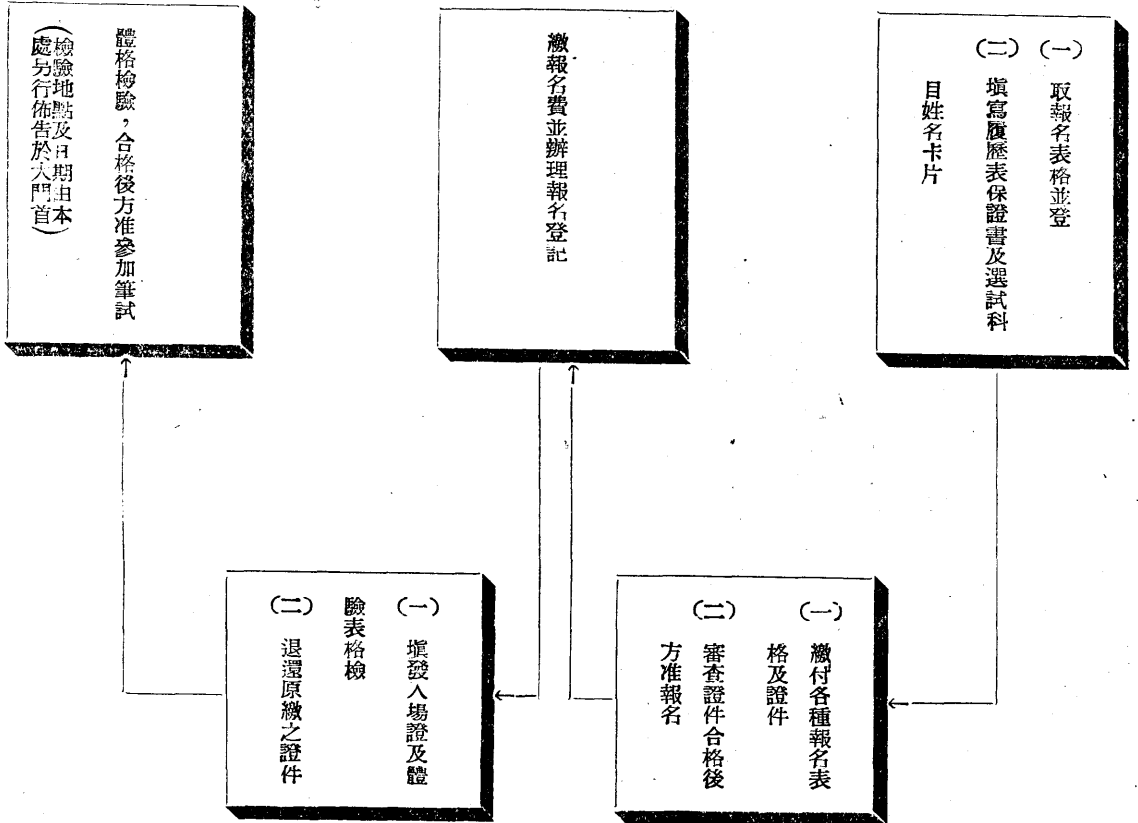 （一）取報名表格並登
（二）塡寫履歷表保證書及選試科
目姓名卡片
（一）繳付各種報名表
格及證件
（二）審查證件合格後
方准報名
繳報名費並辦理報名登記
（一）塡發入場證及體
驗表格檢
（二）退還原繳之證件
體格檢驗，合格後方准參加筆試
（檢驗地點及日期由本
處另行佈告於大門首）